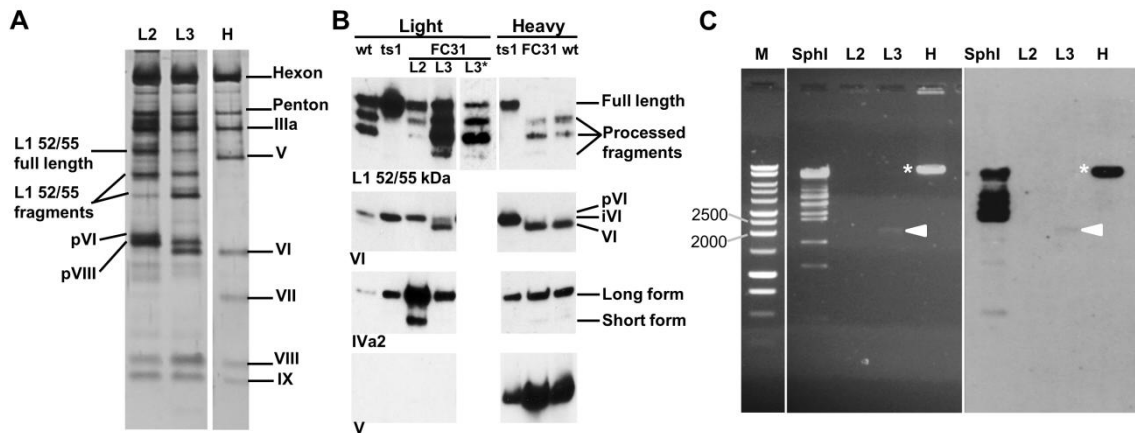 A
L2 L3 H
Hexon
Penton
IIIa
L1 52/55
full length
V
L1 52/55
fragments
pVI
pVIII
VI
VII
VIII
IX
B
Light Heavy
wt ts1 FC31 ts1 FC31 wt
L2 L3 L3*
Full length
Processed
fragments
L1 52/55 kDa
pVI
iVI
VI
VI
Long form
Short form
IVa2
V
C
M SphI L2 L3 H SphI L2 L3 H
* *
2500
2000